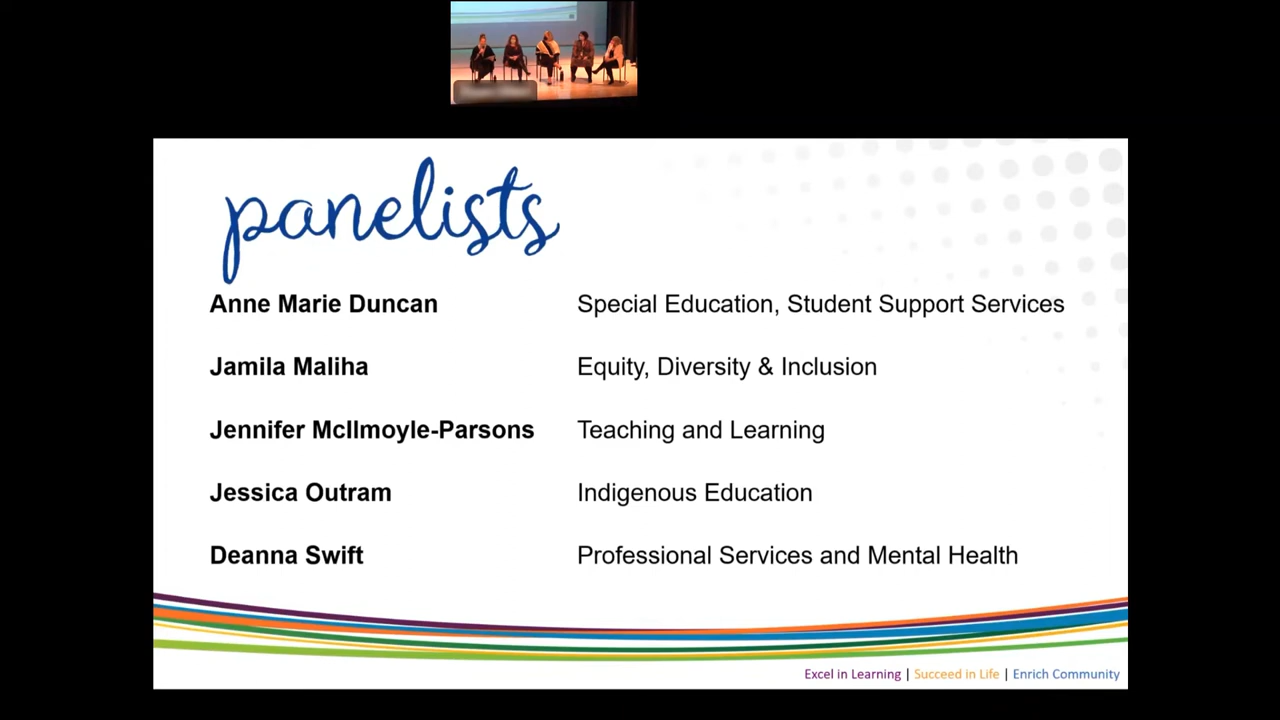 panelists
Anne Marie Duncan Special Education, Student Support Services
Jamila Maliha Equity, Diversity & Inclusion
Jennifer McIlmoyle-Parsons Teaching and Learning
Jessica Outram Indigenous Education
Deanna Swift Professional Services and Mental Health
Excel in Learning | Succeed in Life | Enrich Community